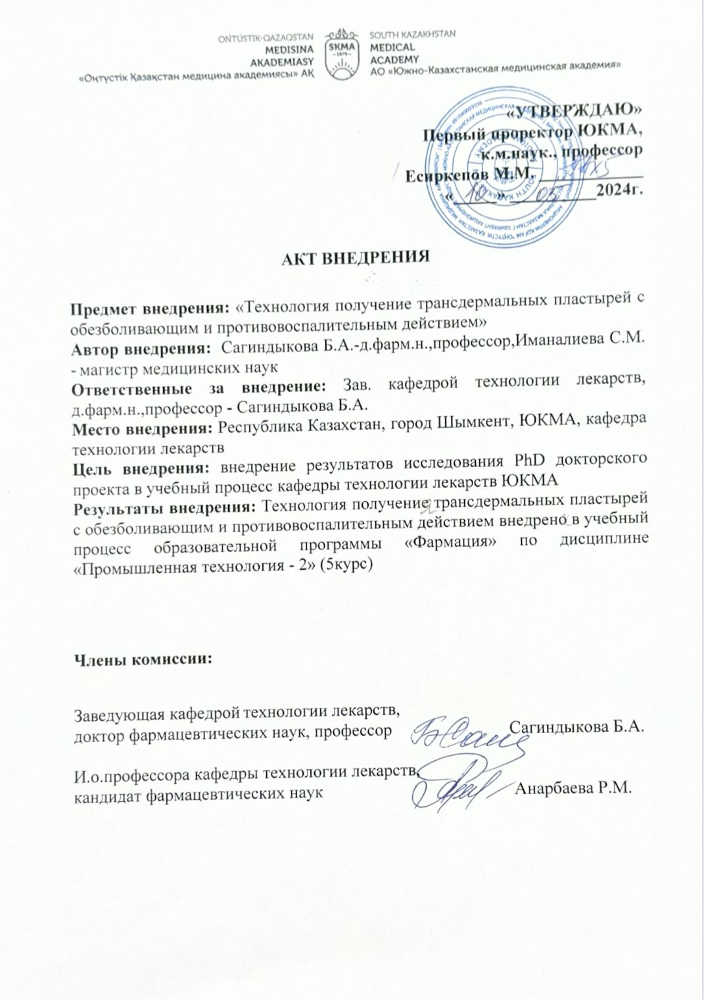 OŃTÚSTIK-QAZAQSTAN
MEDISINA
AKADEMIASY
«Оңтүстік Қазақстан медицина академиясы» АҚ
SKMA
-1979-
SOUTH KAZAKHSTAN
MEDICAL
ACADEMY
АО «Южно-Казахстанская медицинская академия»
«УТВЕРЖДАЮ»
Первый проректор ЮКМА,
к.м.наук., профессор
Есиркепов М.М.
«10» 03 2024г.
АКТ ВНЕДРЕНИЯ
Предмет внедрения: «Технология получение трансдермальных пластырей с
обезболивающим и противовоспалительным действием»
Автор внедрения: Сагиндыкова Б.А.-д.фарм.н.,профессор,Иманалиева С.М.
- магистр медицинских наук
Ответственные за внедрение: Зав. кафедрой технологии лекарств,
д.фарм.н.,профессор - Сагиндыкова Б.А.
Место внедрения: Республика Казахстан, город Шымкент, ЮКМА, кафедра
технологии лекарств
Цель внедрения: внедрение результатов исследования PhD докторского
проекта в учебный процесс кафедры технологии лекарств ЮКМА
Результаты внедрения: Технология получение трансдермальных пластырей
с обезболивающим и противовоспалительным действием внедрено в учебный
процесс образовательной программы «Фармация» по дисциплине
«Промышленная технология - 2» (5курс)
Члены комиссии:
Заведующая кафедрой технологии лекарств,
доктор фармацевтических наук, профессор Сагиндыкова Б.А.
И.о.профессора кафедры технологии лекарств,
кандидат фармацевтических наук Анарбаева Р.М.